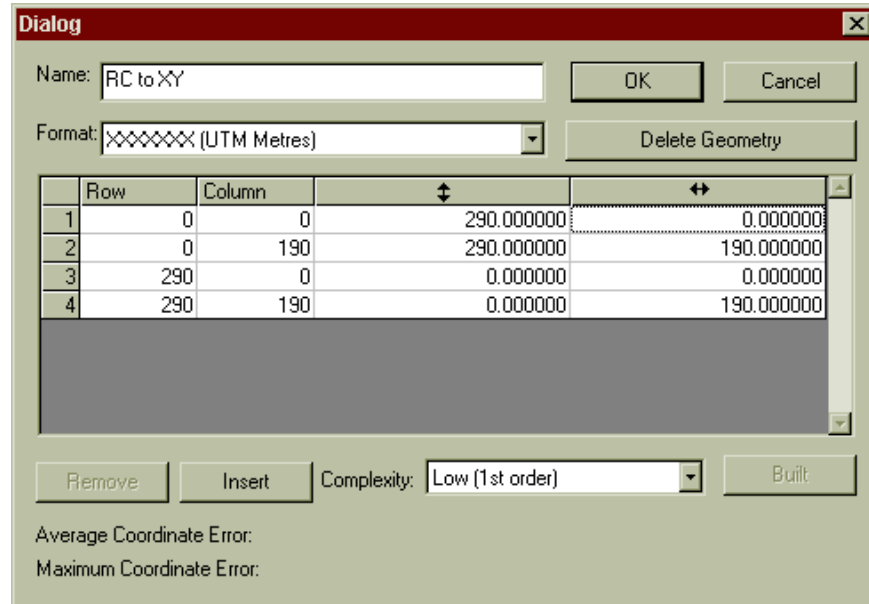 Dialog
Name: RC to XY OK Cancel
Format: XXXXXXX (UTM Metres) Delete Geometry
Row Column
1 0 0 290.000000 0.000000
2 0 190 290.000000 190.000000
3 290 0 0.000000 0.000000
4 290 190 0.000000 190.000000
Remove Insert Complexity: Low (1st order) Built
Average Coordinate Error:
Maximum Coordinate Error: